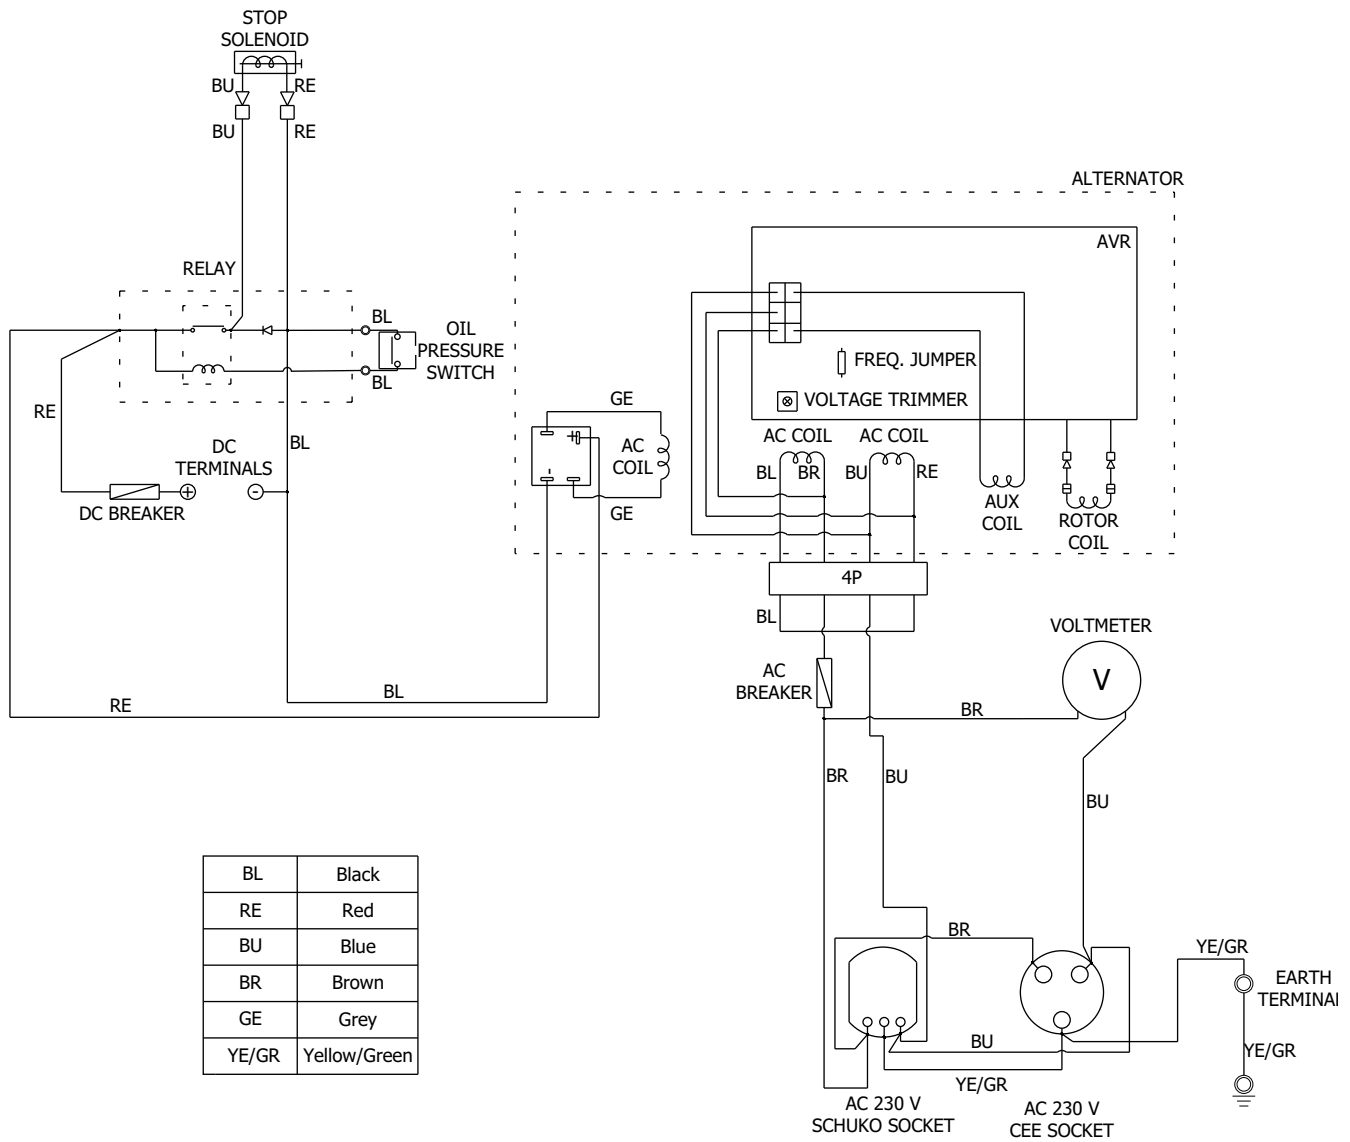 STOP
SOLENOID
BU
RE
BU
RE
ALTERNATOR
AVR
RELAY
BL
OIL
PRESSURE
SWITCH
BL
FREQ. JUMPER
VOLTAGE TRIMMER
RE
DC
TERMINALS
BL
+
-
DC BREAKER
GE
AC
COIL
GE
+
-
AC COIL
AC COIL
BL
BR
BU
RE
AUX
COIL
ROTOR
COIL
4P
BL
VOLTMETER
V
AC
BREAKER
BL
RE
BR
BR
BU
BU
BL Black
RE Red
BU Blue
BR Brown
GE Grey
YE/GR Yellow/Green
BR
YE/GR
EARTH
TERMINAL
BU
YE/GR
YE/GR
AC 230 V
SCHUKO SOCKET
AC 230 V
CEE SOCKET